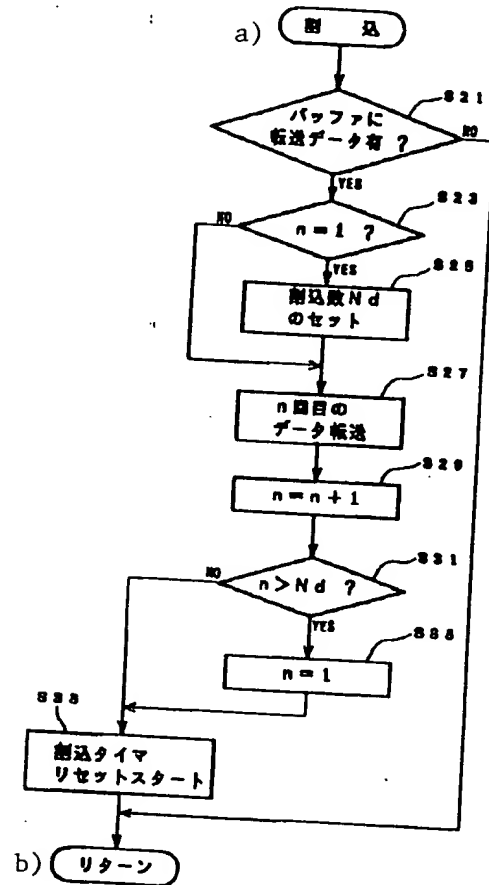 a) 割 込
S21
バッファに
転送データ有 ?
NO
YES
S23
NO
n=1 ?
YES
S25
割込数Nd
のセット
S27
n回目の
データ転送
S29
n=n+1
S31
NO
n>Nd ?
YES
S35
n=1
S33
割込タイマ
リセットスタート
b) リターン